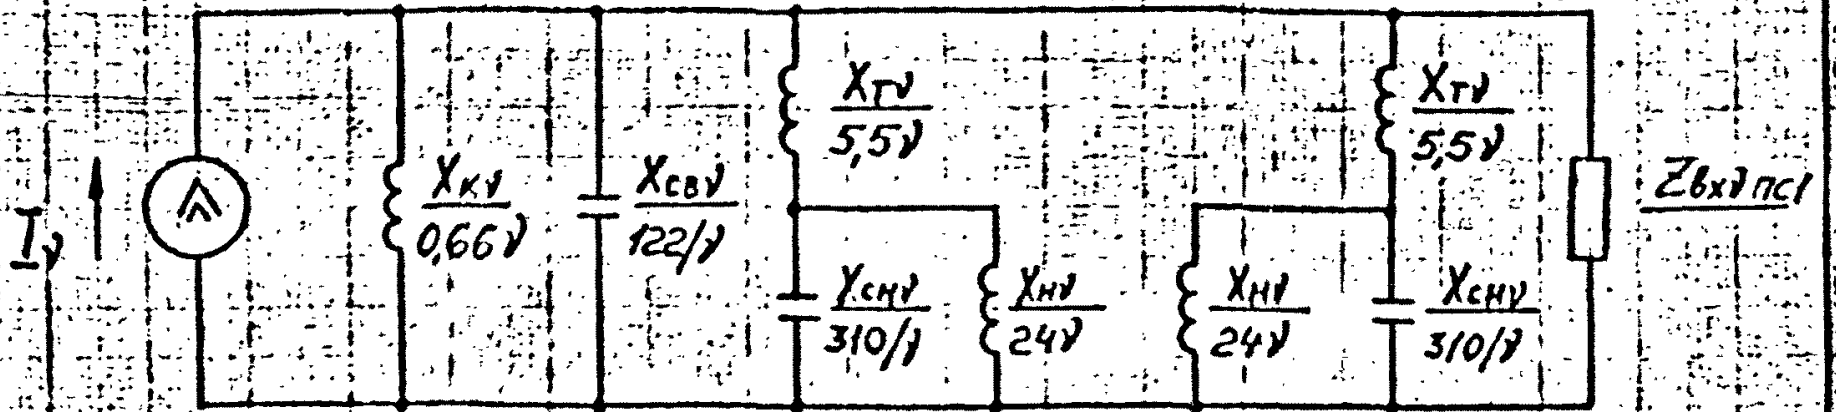 Iν
Xкν
0,66ν
Xсвν
122/ν
Xтν
5,5ν
Xснν
310/ν
Xнν
24ν
Xнν
24ν
Xтν
5,5ν
Xснν
310/ν
Zвхν пс1